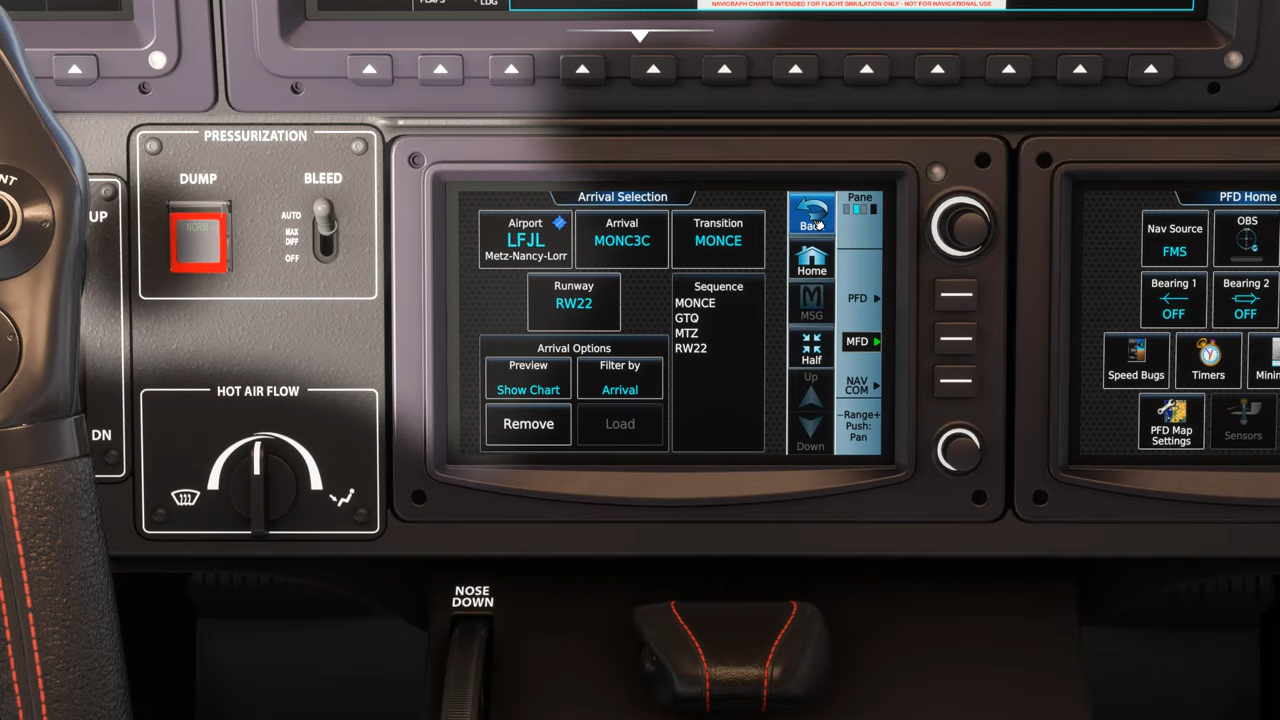 LDG
NAVIGRAPH CHARTS INTENDED FOR FLIGHT SIMULATION ONLY - NOT FOR NAVIGATIONAL USE
PRESSURIZATION
DUMP
BLEED
NORM
AUTO
MAX
DIFF
OFF
NT
UP
DN
HOT AIR FLOW
Arrival Selection
Airport
LFJL
Metz-Nancy-Lorr
Arrival
MONC3C
Transition
MONCE
Runway
RW22
Sequence
MONCE
GTQ
MTZ
RW22
Arrival Options
Preview
Show Chart
Filter by
Arrival
Remove
Load
Back
Home
MSG
Half
Up
Down
Pane
PFD
MFD
NAV
COM
−Range+
Push:
Pan
PFD Home
Nav Source
FMS
OBS
Bearing 1
OFF
Bearing 2
OFF
Speed Bugs
Timers
PFD Map
Settings
Sensors
NOSE
DOWN